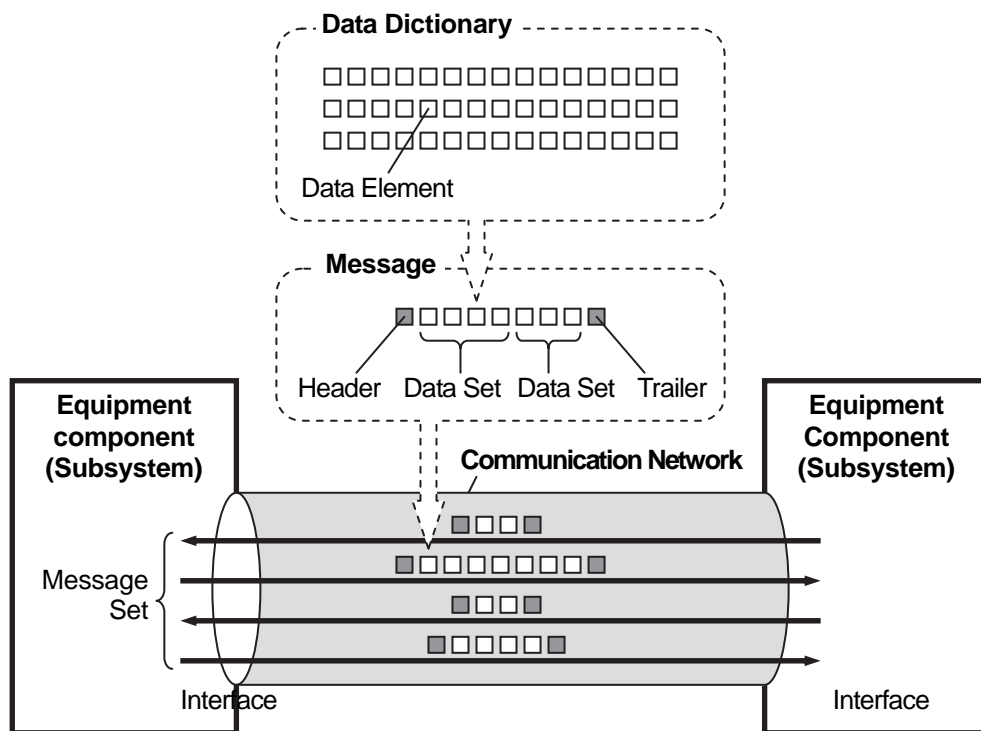 Data Dictionary
Data Element
Message
Header
Data Set
Data Set
Trailer
Equipment
component
(Subsystem)
Equipment
Component
(Subsystem)
Communication Network
Message
Set
Interface
Interface